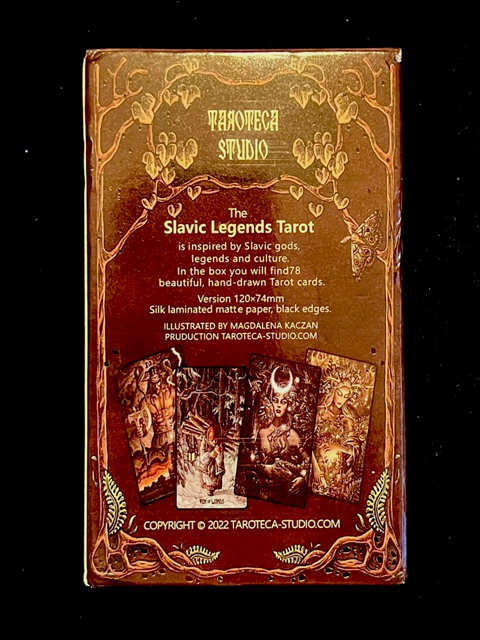 TAROTECA
STUDIO
The
Slavic Legends Tarot
is inspired by Slavic gods,
legends and culture.
In the box you will find78
beautiful, hand-drawn Tarot cards.
Version 120×74mm
Silk laminated matte paper, black edges.
ILLUSTRATED BY MAGDALENA KACZAN
PRUDUCTION TAROTECA-STUDIO.COM
COPYRIGHT © 2022 TAROTECA-STUDIO.COM